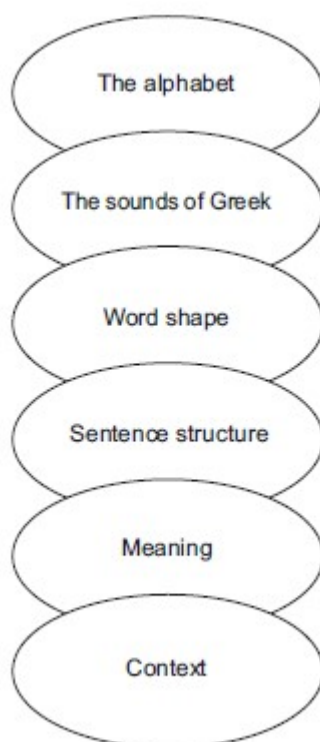 The alphabet
The sounds of Greek
Word shape
Sentence structure
Meaning
Context